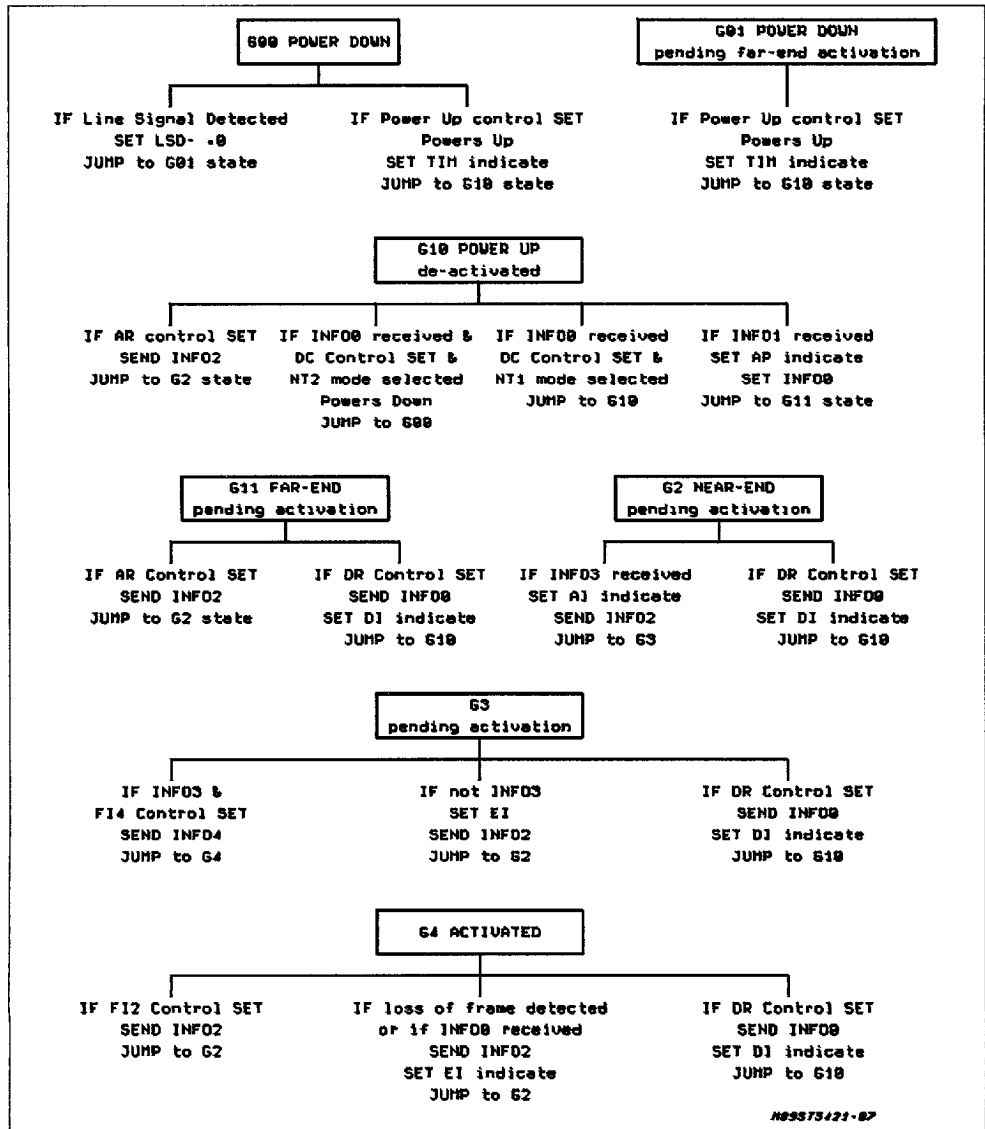 G00 POWER DOWN
G01 POWER DOWN
pending far-end activation
IF Line Signal Detected
SET LSD- .0
JUMP to G01 state
IF Power Up control SET
Powers Up
SET TIM indicate
JUMP to G10 state
IF Power Up control SET
Powers Up
SET TIM indicate
JUMP to G10 state
G10 POWER UP
de-activated
IF AR control SET
SEND INFO2
JUMP to G2 state
IF INFO0 received &
DC Control SET &
NT2 mode selected
Powers Down
JUMP to G00
IF INFO0 received
DC Control SET &
NT1 mode selected
JUMP to G10
IF INFO1 received
SET AP indicate
SET INFO0
JUMP to G11 state
G11 FAR-END
pending activation
G2 NEAR-END
pending activation
IF AR Control SET
SEND INFO2
JUMP to G2 state
IF DR Control SET
SEND INFO0
SET DI indicate
JUMP to G10
IF INFO3 received
SET AI indicate
SEND INFO2
JUMP to G3
IF DR Control SET
SEND INFO0
SET DI indicate
JUMP to G10
G3
pending activation
IF INFO3 &
FI4 Control SET
SEND INFO4
JUMP to G4
IF not INFO3
SET EI
SEND INFO2
JUMP to G2
IF DR Control SET
SEND INFO0
SET DI indicate
JUMP to G10
G4 ACTIVATED
IF FI2 Control SET
SEND INFO2
JUMP to G2
IF loss of frame detected
or if INFO0 received
SEND INFO2
SET EI indicate
JUMP to G2
IF DR Control SET
SEND INFO0
SET DI indicate
JUMP to G10